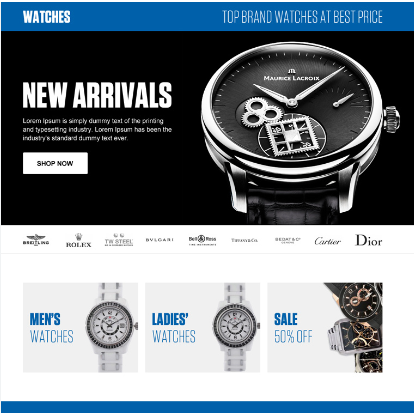 WATCHES
TOP BRAND WATCHES AT BEST PRICE
MAURICE LACROIX
NEW ARRIVALS
Lorem Ipsum is simply dummy text of the printing
and typesetting industry. Lorem Ipsum has been the
industry's standard dummy text ever.
SHOP NOW
BREITLING
ROLEX
TW STEEL
BVLGARI
Bell & Ross
TIFFANY & CO.
BEDAT & Co
Cartier
Dior
MEN'S
WATCHES
LADIES'
WATCHES
SALE
50% OFF